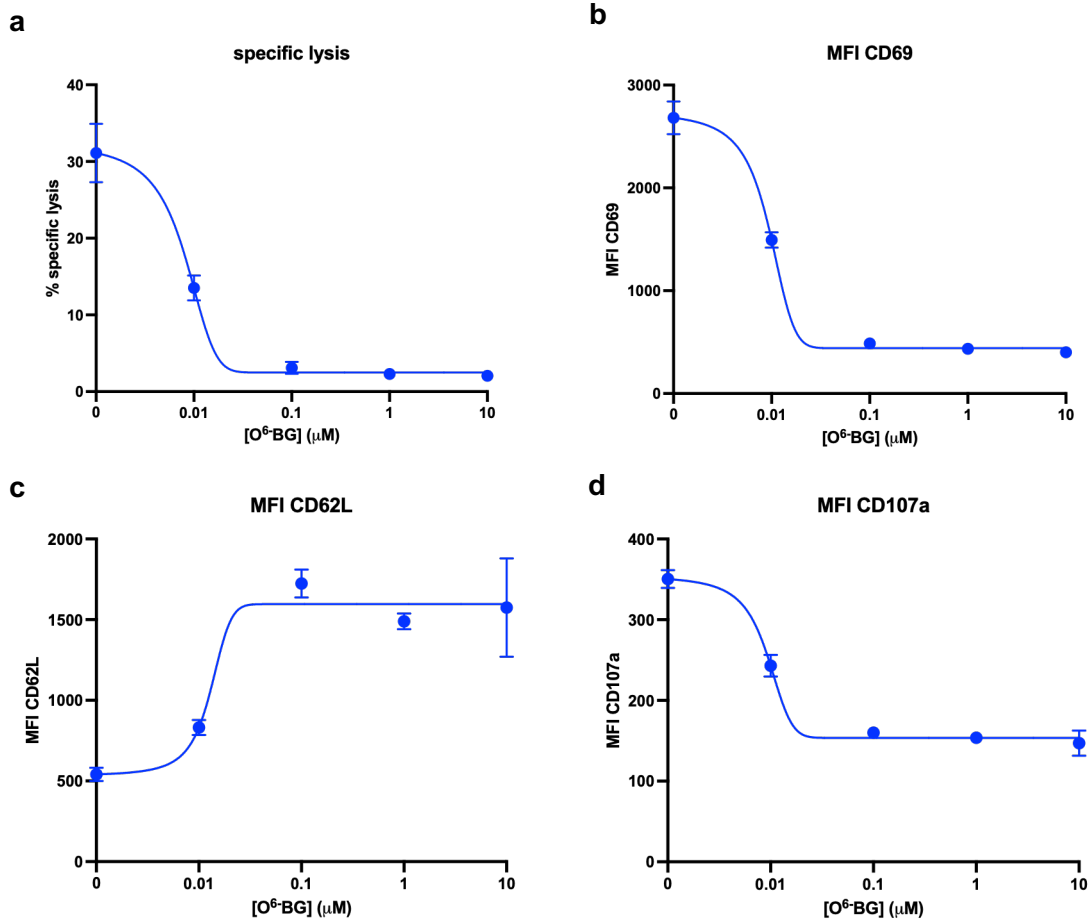 a
specific lysis
% specific lysis
40
30
20
10
0
0 0.01 0.1 1 10
[O⁶⁻BG] (μM)
b
MFI CD69
MFI CD69
3000
2000
1000
0
0 0.01 0.1 1 10
[O⁶⁻BG] (μM)
c
MFI CD62L
MFI CD62L
2000
1500
1000
500
0
0 0.01 0.1 1 10
[O⁶⁻BG] (μM)
d
MFI CD107a
MFI CD107a
400
300
200
100
0
0 0.01 0.1 1 10
[O⁶⁻BG] (μM)